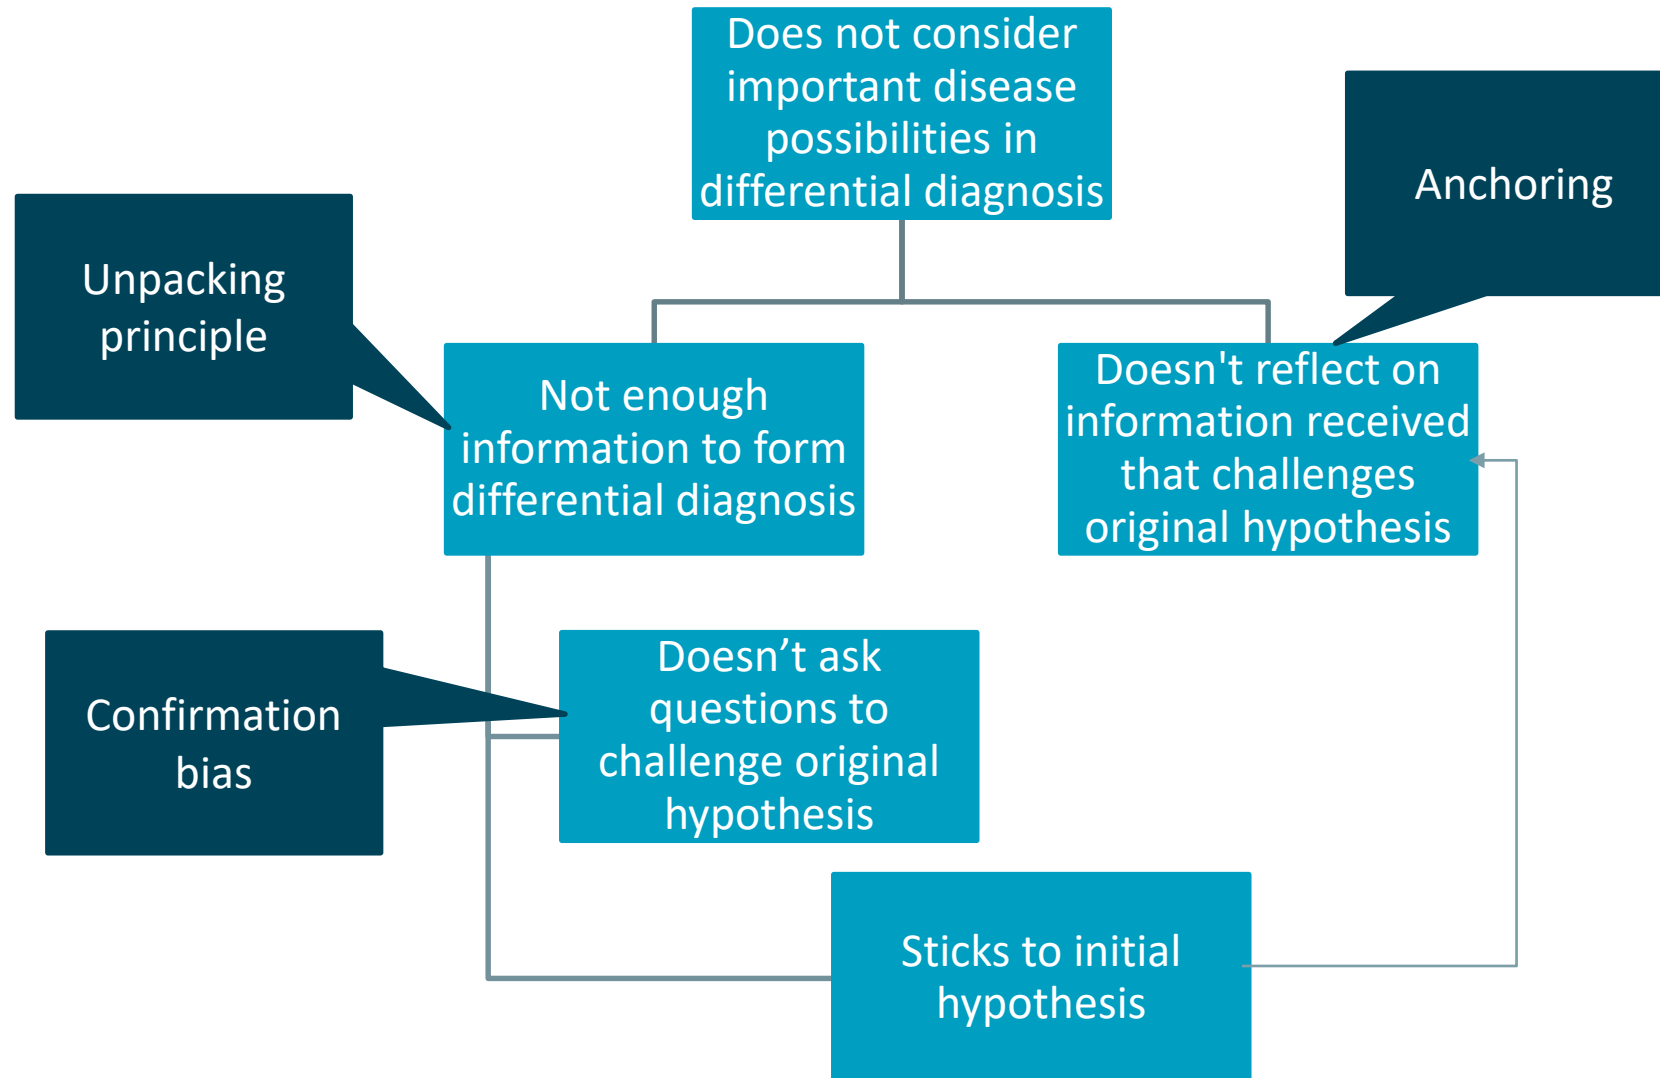 Does not consider
important disease
possibilities in
differential diagnosis
Anchoring
Unpacking
principle
Not enough
information to form
differential diagnosis
Doesn't reflect on
information received
that challenges
original hypothesis
Confirmation
bias
Doesn’t ask
questions to
challenge original
hypothesis
Sticks to initial
hypothesis